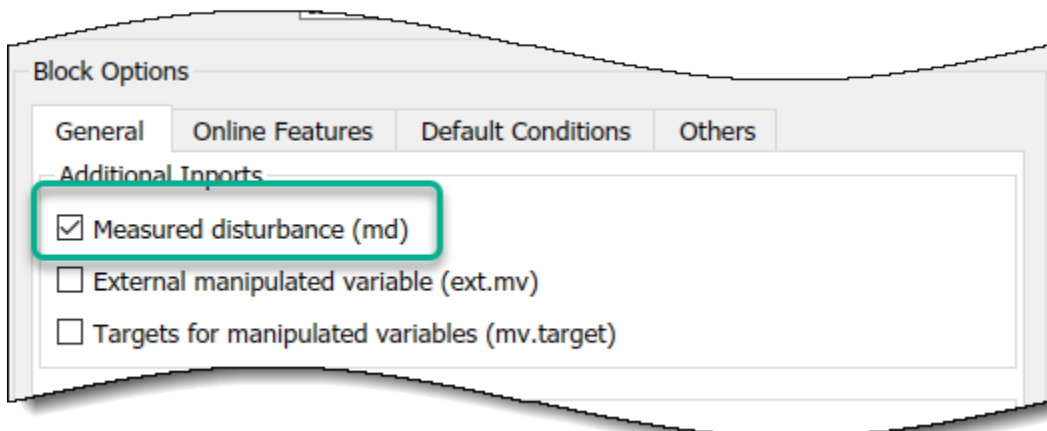 Block Options
General Online Features Default Conditions Others
Additional Inports
Measured disturbance (md)
External manipulated variable (ext.mv)
Targets for manipulated variables (mv.target)